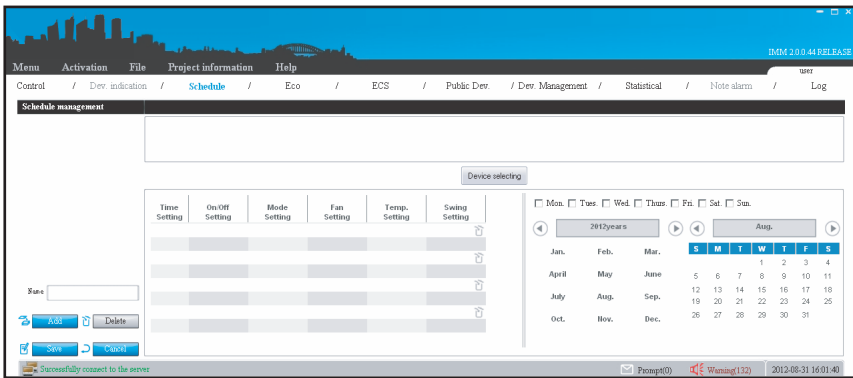 IMM 2.0.0.44 RELEASE
Menu Activation File Project information Help
user
Control / Dev. indication / Schedule / Eco / ECS / Public Dev. / Dev. Management / Statistical / Note alarm / Log
Schedule management
Device selecting
Time Setting On/Off Setting Mode Setting Fan Setting Temp. Setting Swing Setting
Mon. Tues. Wed. Thurs. Fri. Sat. Sun.
2012years Aug.
Jan. Feb. Mar.
April May June
July Aug. Sep.
Oct. Nov. Dec.
S M T W T F S
1 2 3 4
5 6 7 8 9 10 11
12 13 14 15 16 17 18
19 20 21 22 23 24 25
26 27 28 29 30 31
Name
Add Delete
Save Cancel
Successfully connect to the server
Prompt(0) Warning(132) 2012-08-31 16:01:40